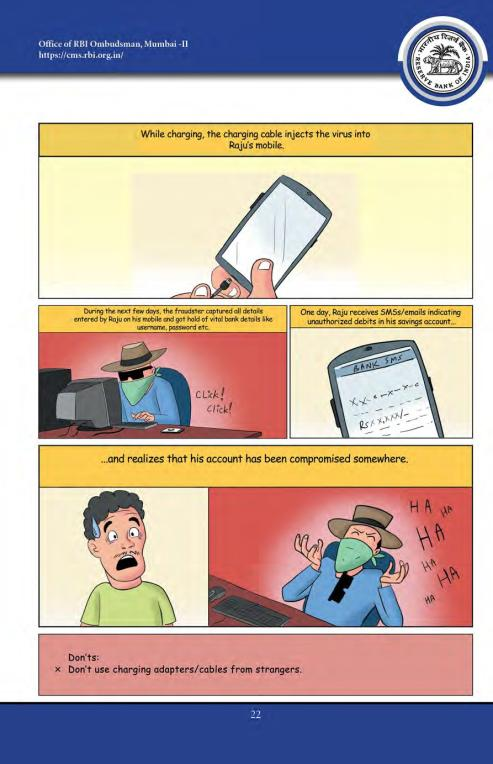 Office of RBI Ombudsman, Mumbai -II
https://cms.rbi.org.in/
भारतीय रिज़र्व बैंक
RESERVE BANK OF INDIA
While charging, the charging cable injects the virus into
Raju's mobile.
During the next few days, the fraudster captured all details
entered by Raju on his mobile and got hold of vital bank details like
username, password etc.
CLick!
Click!
One day, Raju receives SMSs/emails indicating
unauthorized debits in his savings account...
BANK SMS
...and realizes that his account has been compromised somewhere.
HA HA
HA
HA
HA
HA
Don'ts:
× Don't use charging adapters/cables from strangers.
22